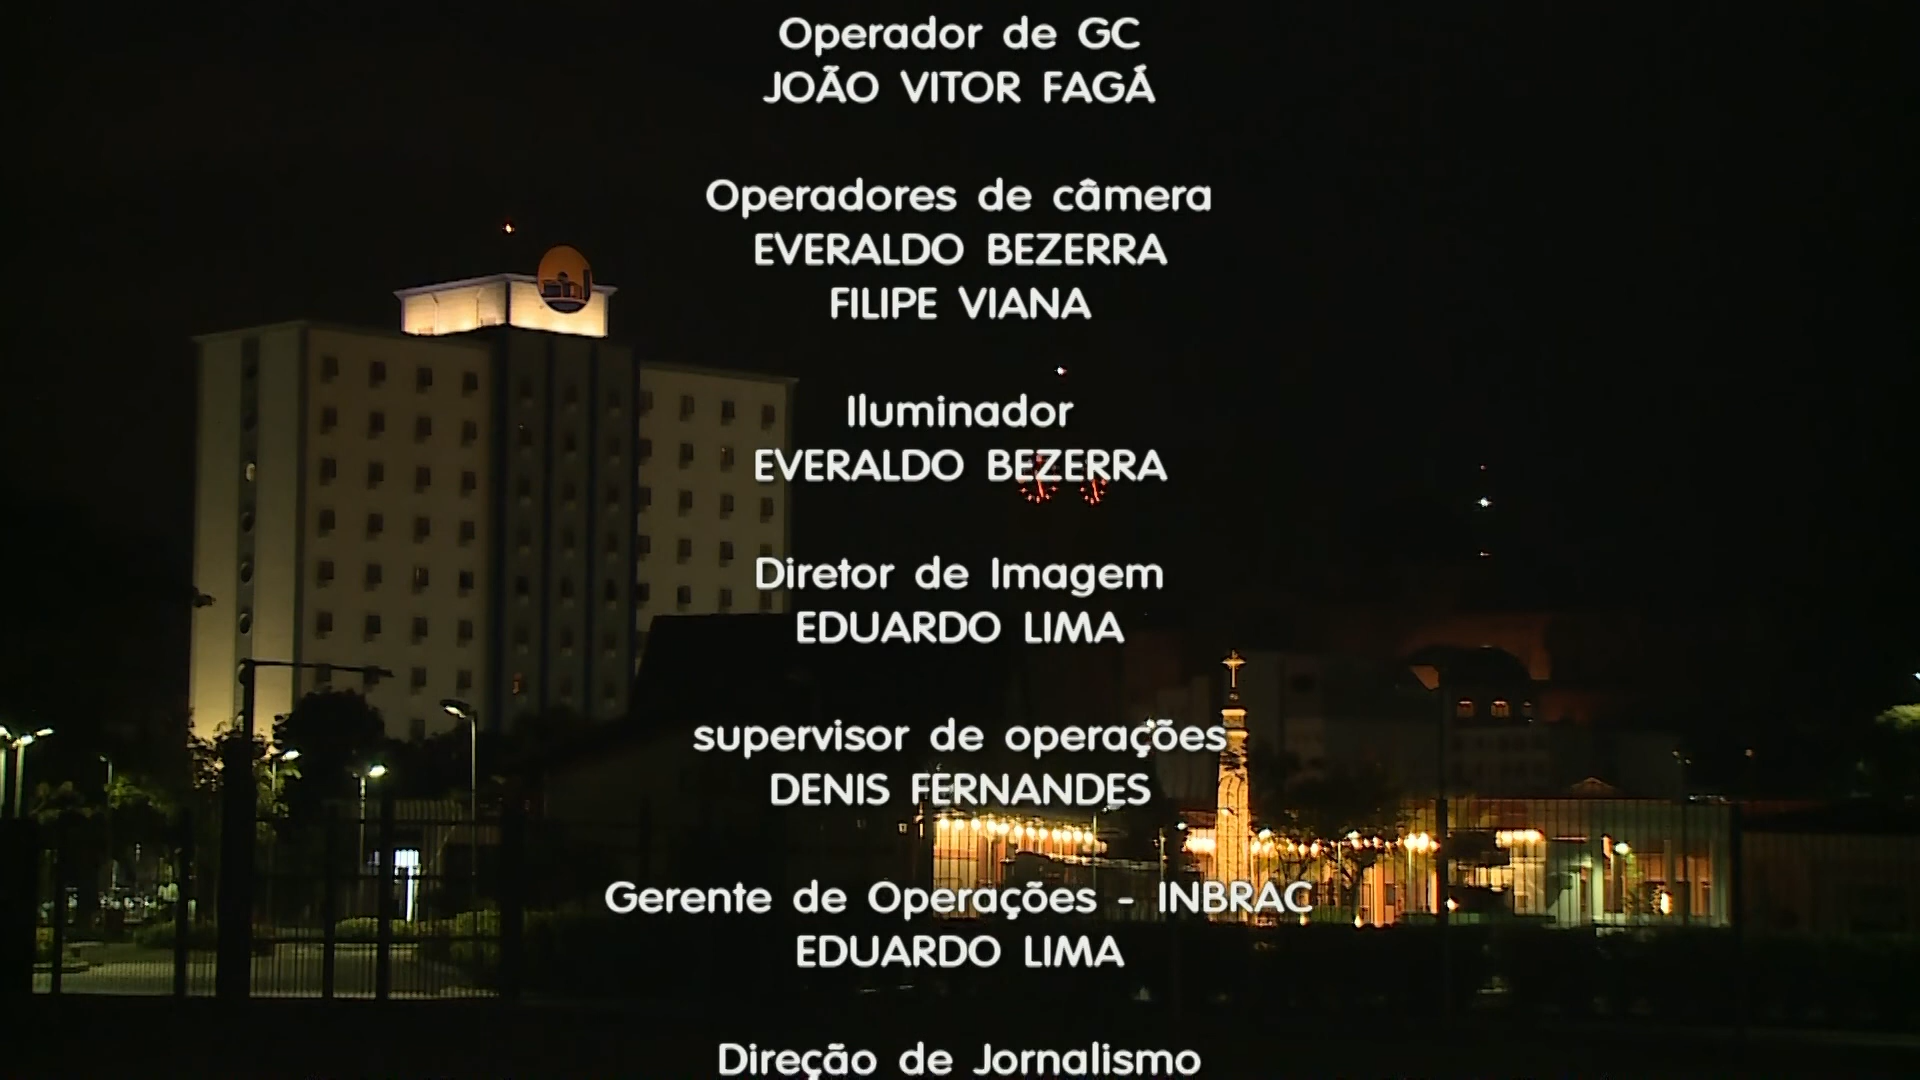 Operador de GC
JOÃO VITOR FAGÁ
Operadores de câmera
EVERALDO BEZERRA
FILIPE VIANA
Iluminador
EVERALDO BEZERRA
Diretor de Imagem
EDUARDO LIMA
supervisor de operações
DENIS FERNANDES
Gerente de Operações - INBRAC
EDUARDO LIMA
Direção de Jornalismo